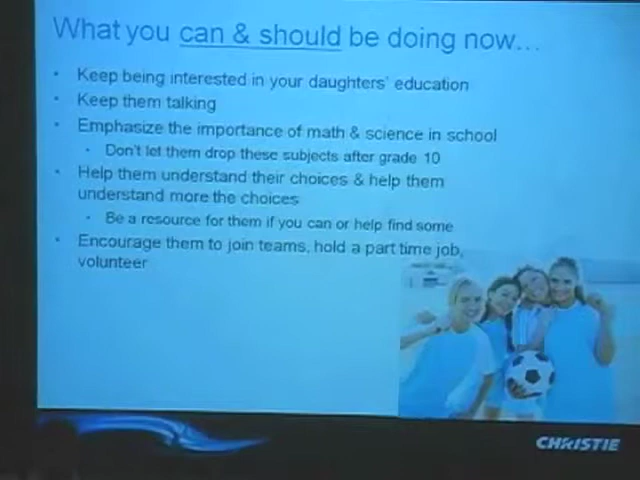 What you can & should be doing now...
• Keep being interested in your daughters' education
• Keep them talking
• Emphasize the importance of math & science in school
• Don't let them drop these subjects after grade 10
• Help them understand their choices & help them
understand more the choices
• Be a resource for them if you can or help find some
• Encourage them to join teams, hold a part time job,
volunteer
CHRISTIE